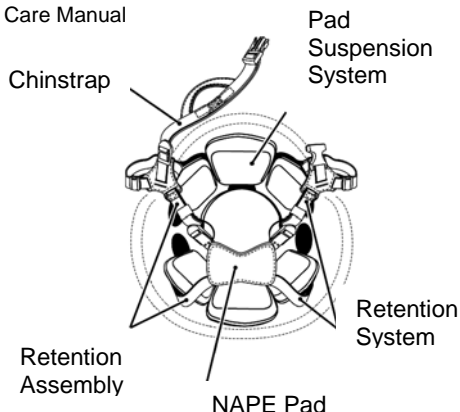 Care Manual
Pad
Suspension
System
Chinstrap
Retention
System
Retention
Assembly
NAPE Pad